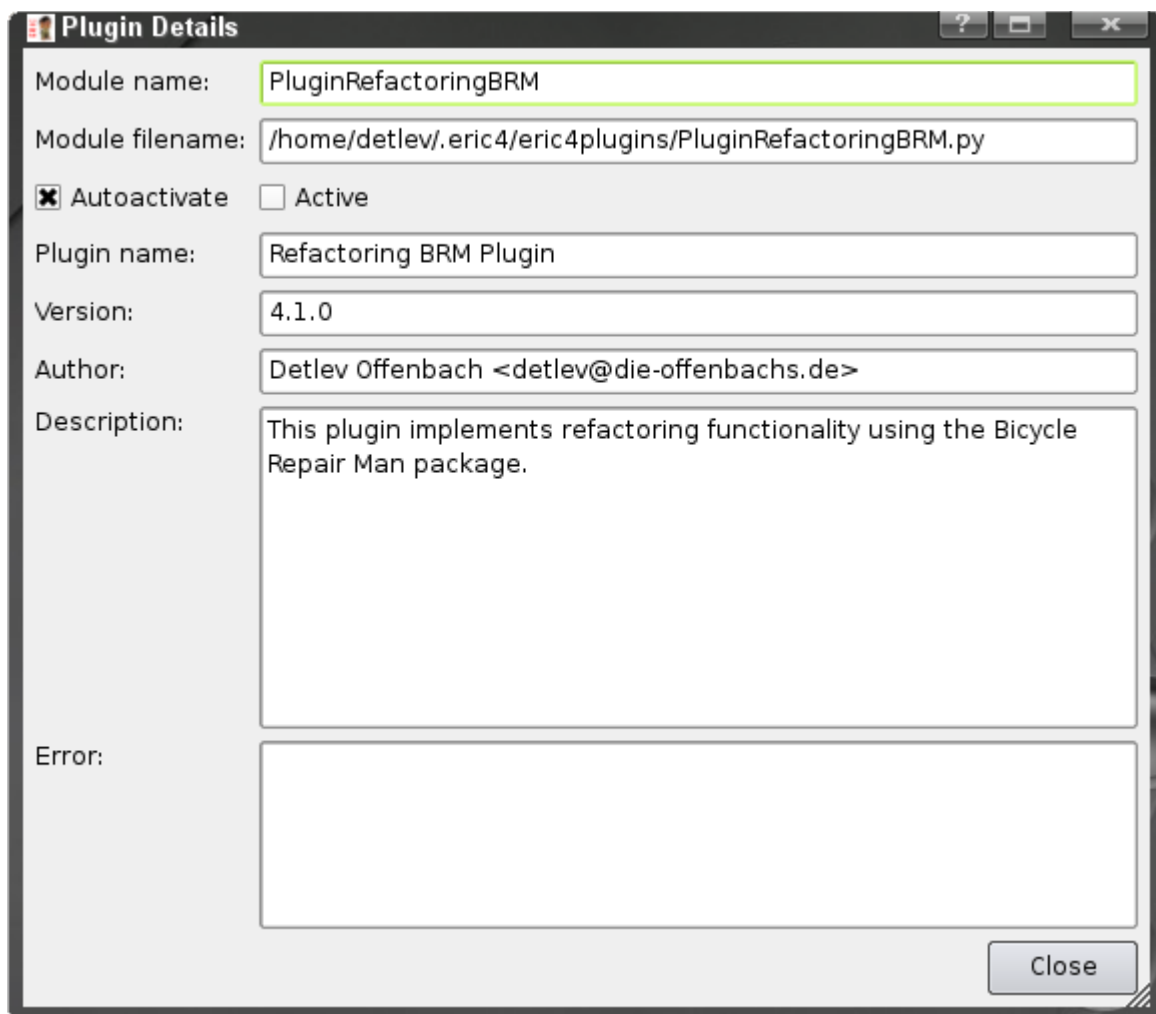 Plugin Details
Module name: PluginRefactoringBRM
Module filename: /home/detlev/.eric4/eric4plugins/PluginRefactoringBRM.py
Autoactivate Active
Plugin name: Refactoring BRM Plugin
Version: 4.1.0
Author: Detlev Offenbach <detlev@die-offenbachs.de>
Description: This plugin implements refactoring functionality using the Bicycle
Repair Man package.
Error:
Close